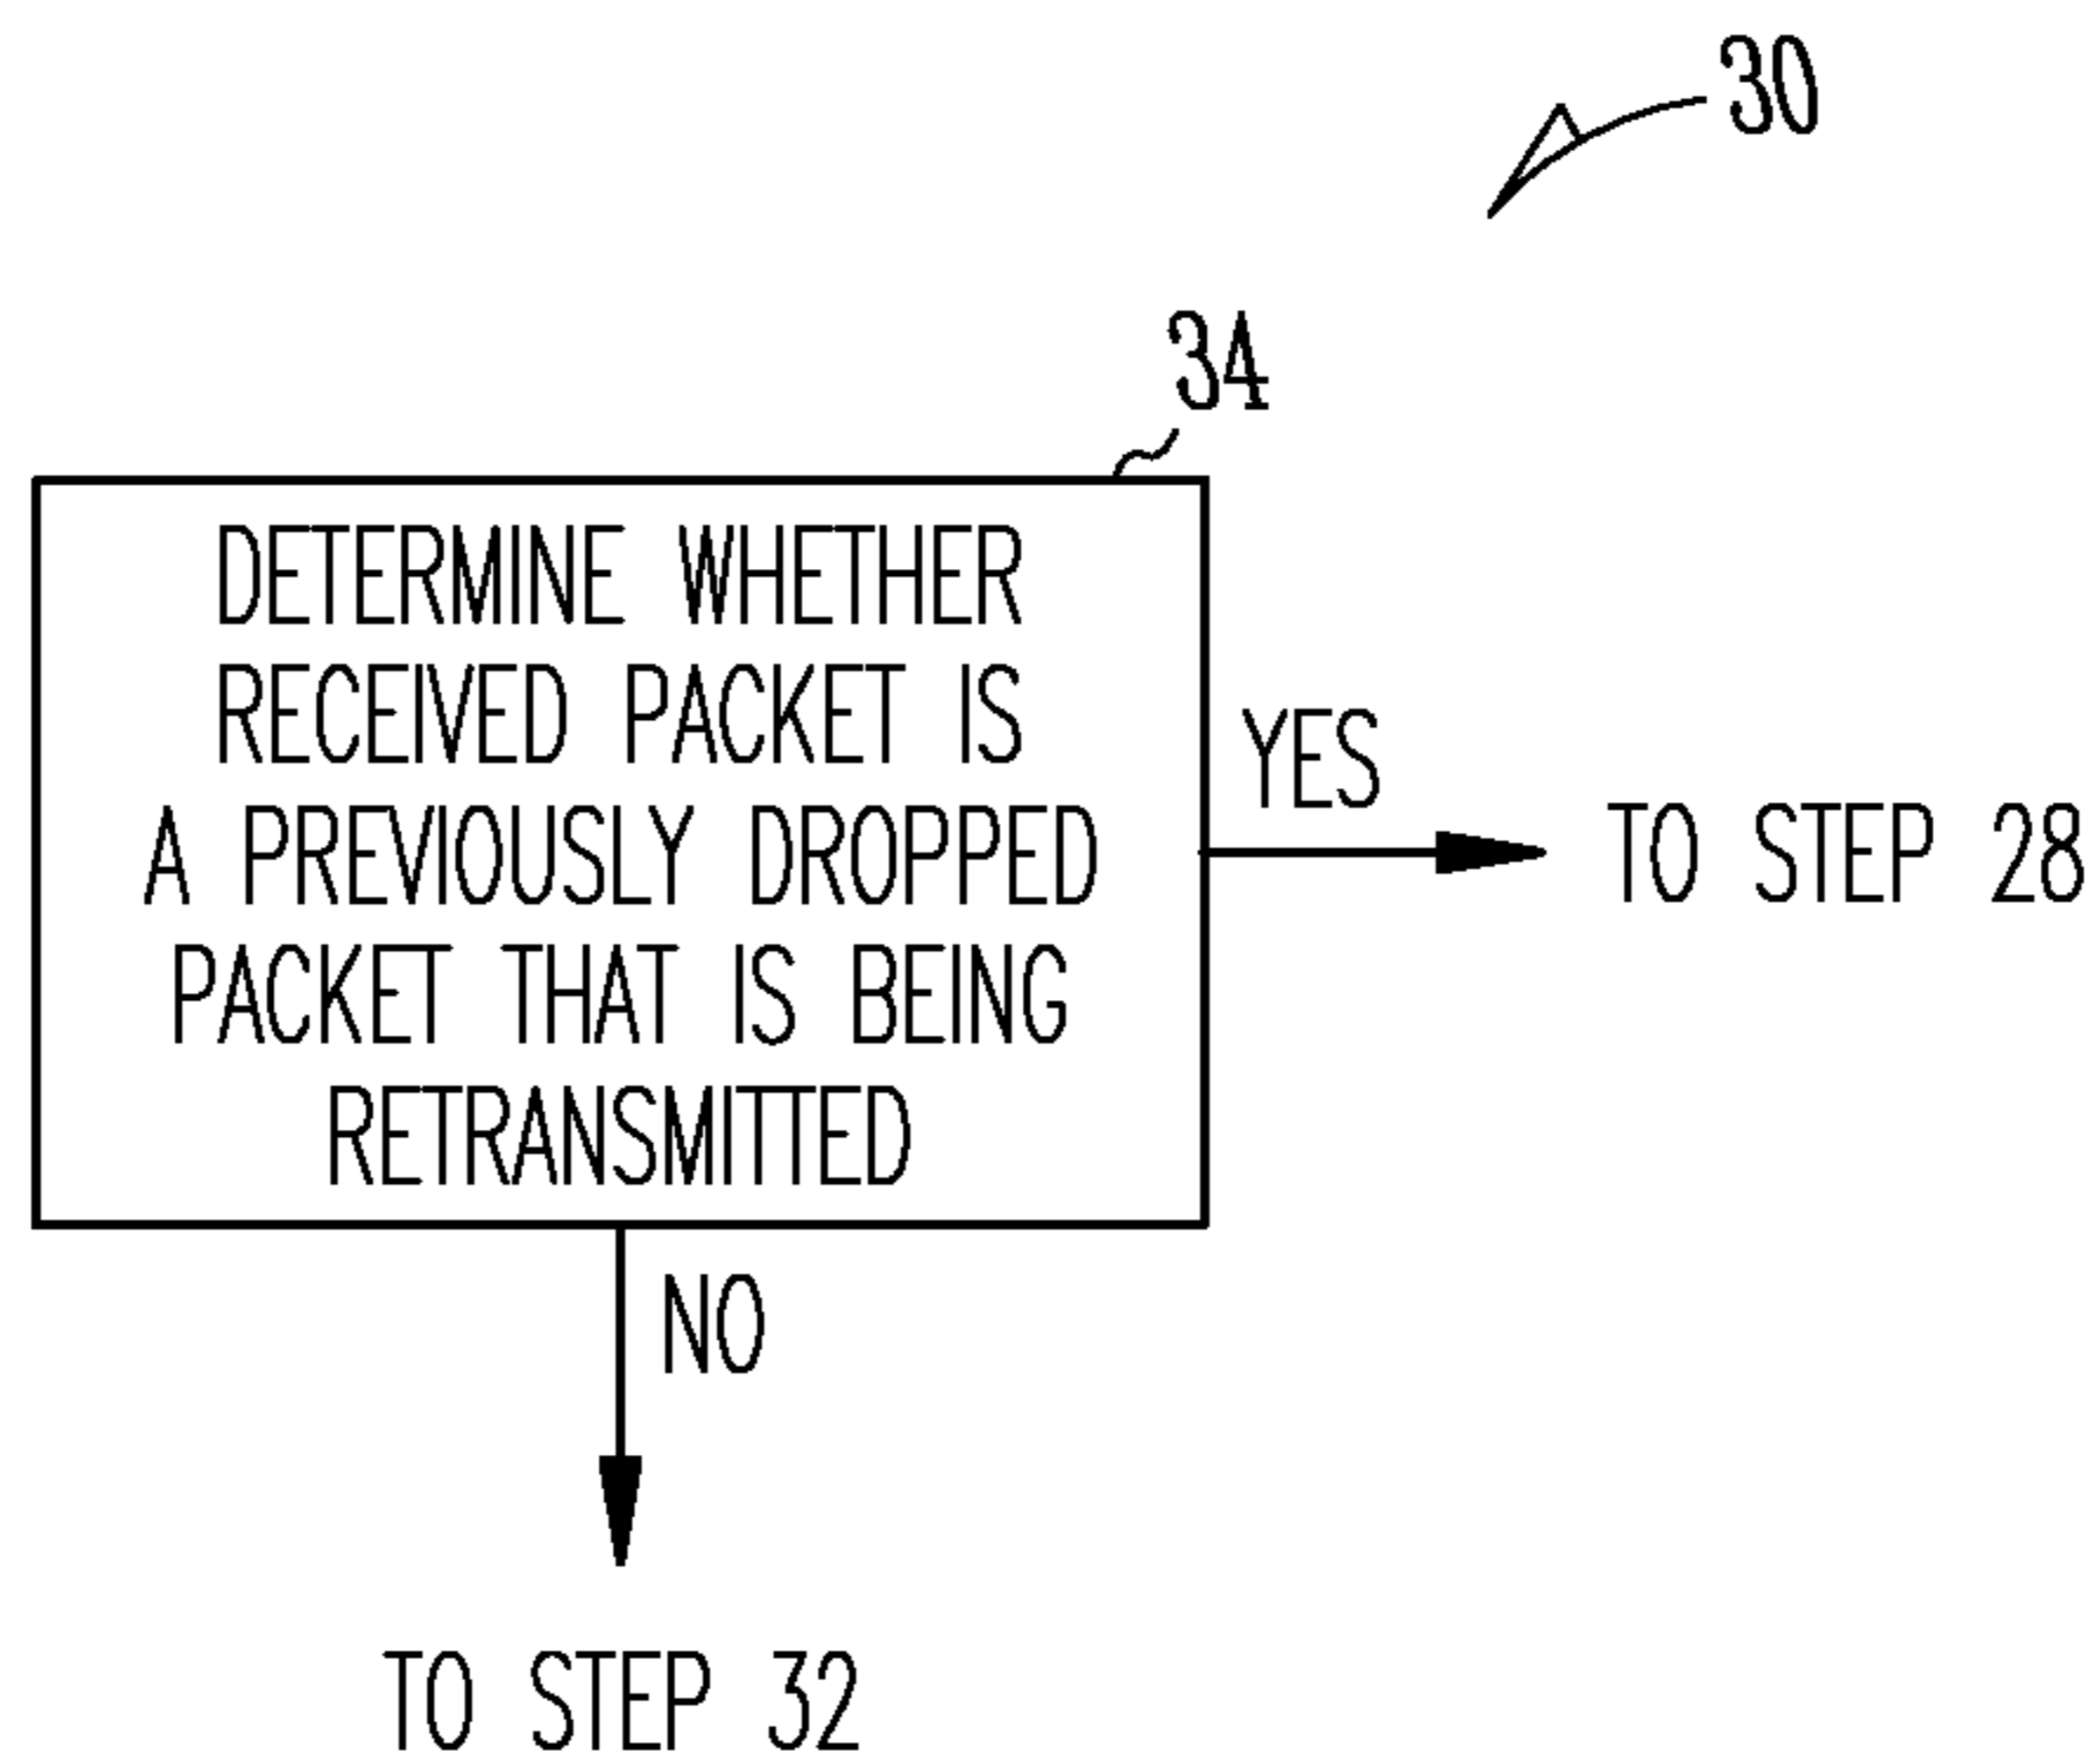 30
34
DETERMINE WHETHER
RECEIVED PACKET IS
A PREVIOUSLY DROPPED
PACKET THAT IS BEING
RETRANSMITTED
YES
TO STEP 28
NO
TO STEP 32